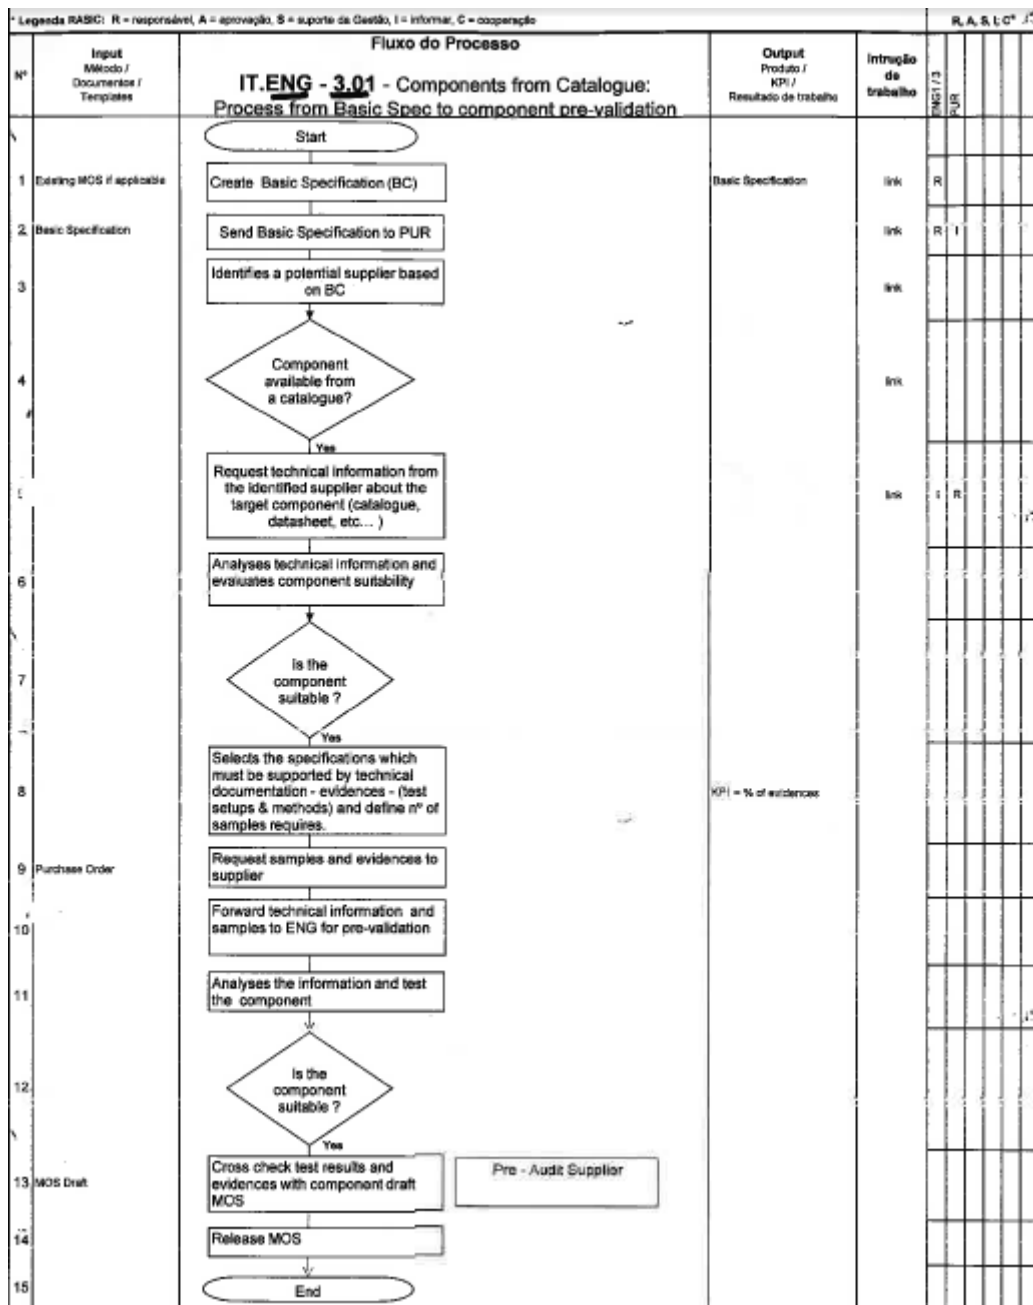 * Legenda RASIC: R = responsável, A = aprovação, S = suporte da Gestão, I = informar, C = cooperação
R, A, S, I, C*
Nº
Input
Método /
Documentos /
Templates
Fluxo do Processo
IT.ENG - 3.01 - Components from Catalogue:
Process from Basic Spec to component pre-validation
Output
Produto /
KPI /
Resultado de trabalho
Intrução
de
trabalho
ENG1 / 3
PUR
Start
1 Existing MOS if applicable
Create Basic Specification (BC)
Basic Specification
link
R
2 Basic Specification
Send Basic Specification to PUR
link
R I
3
Identifies a potential supplier based
on BC
link
4
Component
available from
a catalogue?
link
Yes
Request technical information from
the identified supplier about the
target component (catalogue,
datasheet, etc... )
link
I R
6
Analyses technical information and
evaluates component suitability
7
Is the
component
suitable ?
Yes
8
Selects the specifications which
must be supported by technical
documentation - evidences - (test
setups & methods) and define nº of
samples requires.
KPI = % of evidences
9 Purchase Order
Request samples and evidences to
supplier
10
Forward technical information and
samples to ENG for pre-validation
11
Analyses the information and test
the component
12
Is the
component
suitable ?
Yes
13 MOS Draft
Cross check test results and
evidences with component draft
MOS
Pre - Audit Supplier
14
Release MOS
15
End